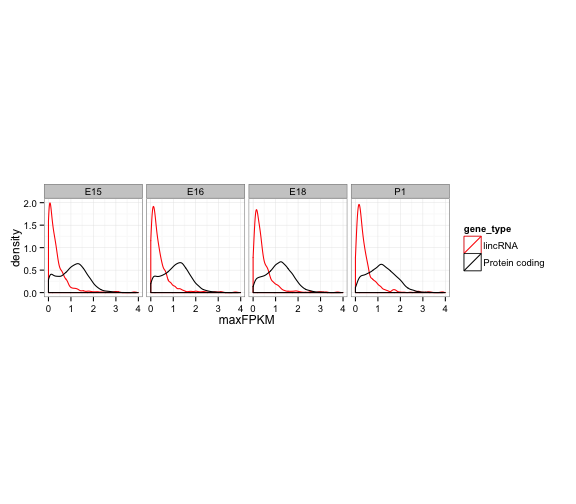 E15 E16 E18 P1
density
2.0
1.5
1.0
0.5
0.0
0 1 2 3 4 0 1 2 3 4 0 1 2 3 4 0 1 2 3 4
maxFPKM
gene_type
lincRNA
Protein coding